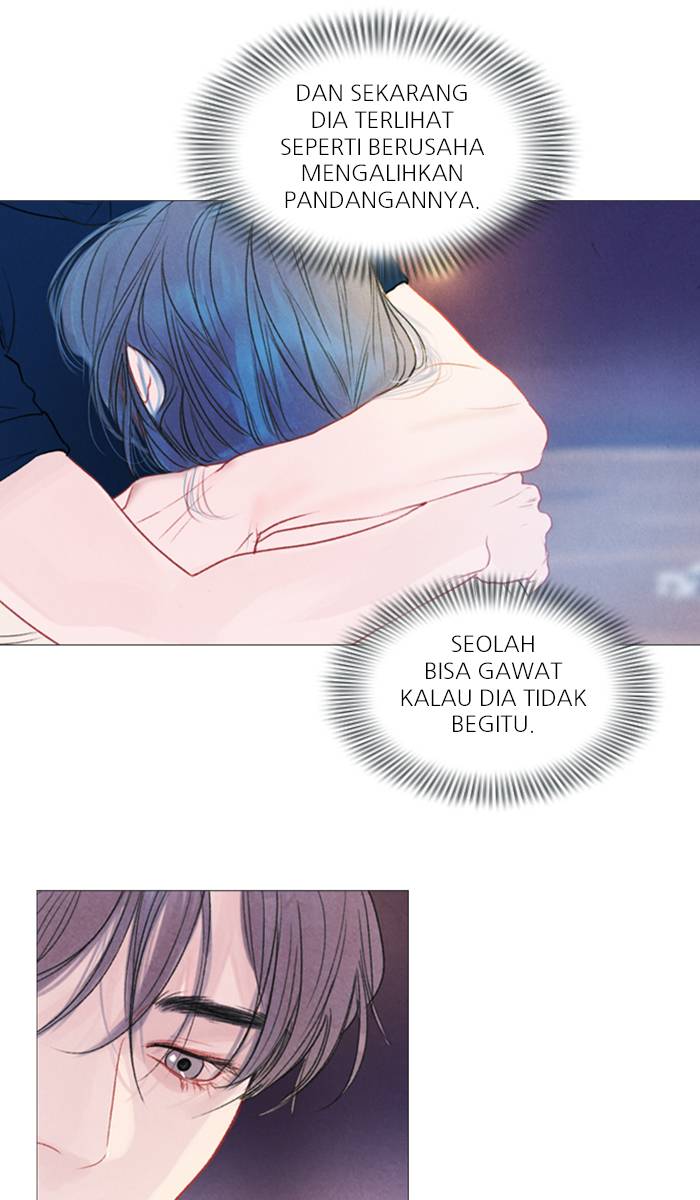 DAN SEKARANG
DIA TERLIHAT
SEPERTI BERUSAHA
MENGALIHKAN
PANDANGANNYA.
SEOLAH
BISA GAWAT
KALAU DIA TIDAK
BEGITU.